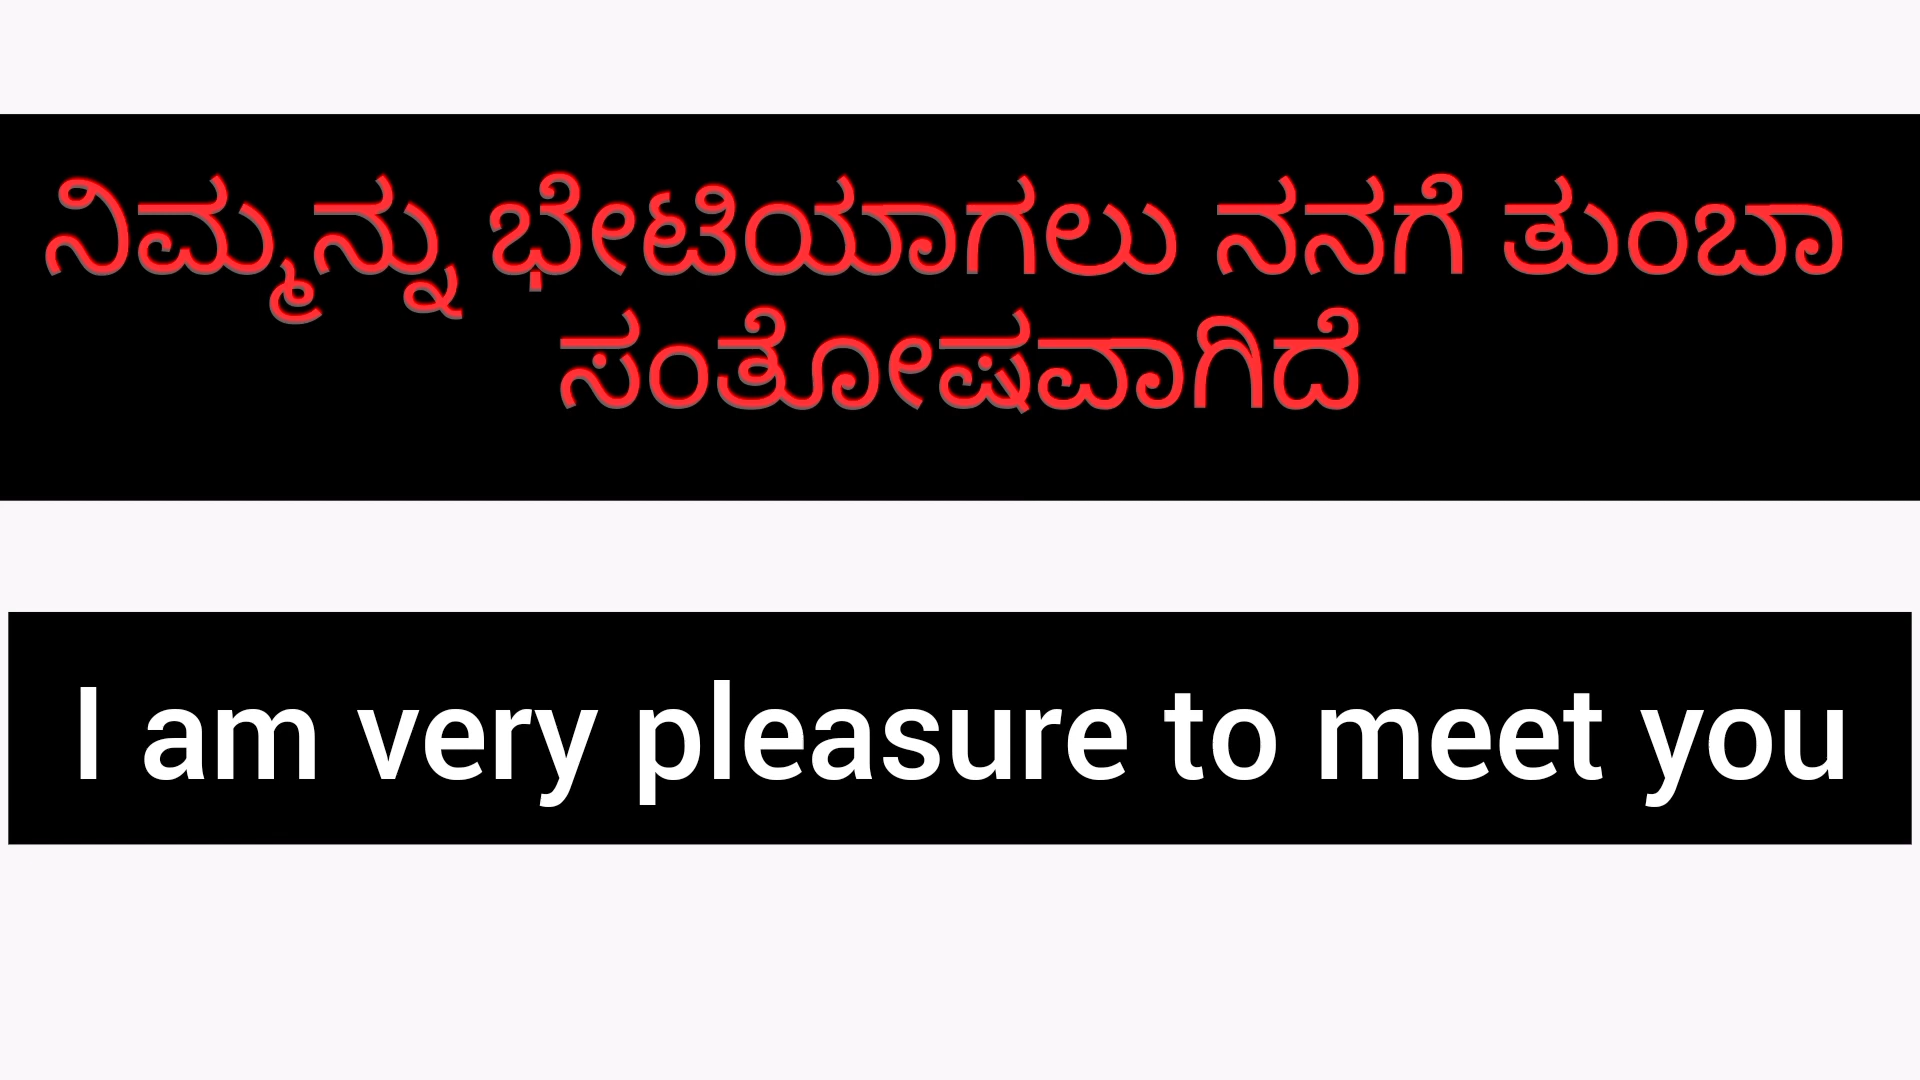 ನಿಮ್ಮನ್ನು ಭೇಟಿಯಾಗಲು ನನಗೆ ತುಂಬಾ
ಸಂತೋಷವಾಗಿದೆ
I am very pleasure to meet you